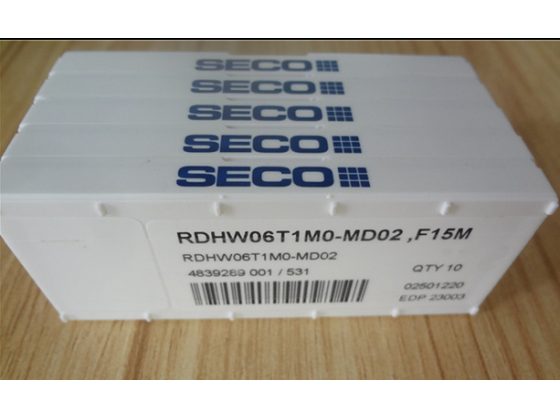 SECO
SECO
SECO
SECO
SECO
RDHW06T1M0-MD02 ,F15M
RDHW06T1M0-MD02
4839269 001 / 531
QTY 10
02501220
EDP 23003